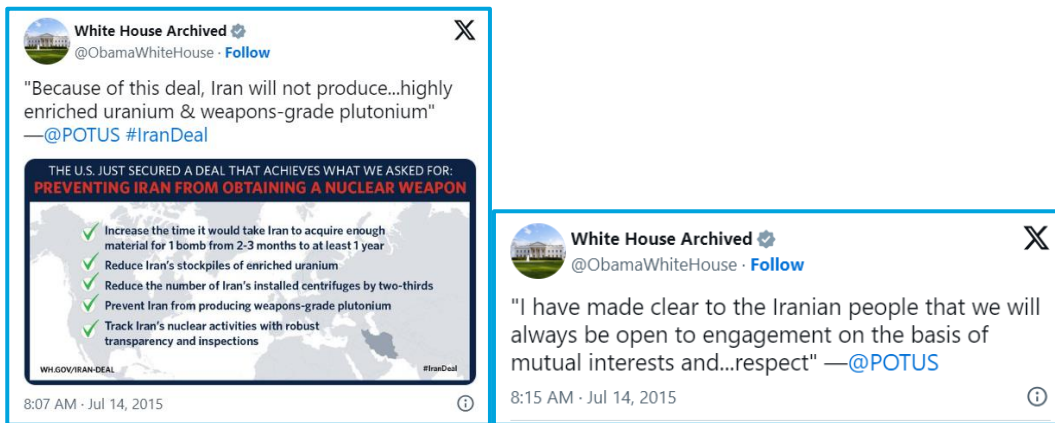 White House Archived
@ObamaWhiteHouse · Follow
"Because of this deal, Iran will not produce...highly
enriched uranium & weapons-grade plutonium"
—@POTUS #IranDeal
THE U.S. JUST SECURED A DEAL THAT ACHIEVES WHAT WE ASKED FOR:
PREVENTING IRAN FROM OBTAINING A NUCLEAR WEAPON
Increase the time it would take Iran to acquire enough
material for 1 bomb from 2-3 months to at least 1 year
Reduce Iran's stockpiles of enriched uranium
Reduce the number of Iran's installed centrifuges by two-thirds
Prevent Iran from producing weapons-grade plutonium
Track Iran's nuclear activities with robust
transparency and inspections
WH.GOV/IRAN-DEAL
#IranDeal
8:07 AM · Jul 14, 2015
White House Archived
@ObamaWhiteHouse · Follow
"I have made clear to the Iranian people that we will
always be open to engagement on the basis of
mutual interests and...respect" —@POTUS
8:15 AM · Jul 14, 2015